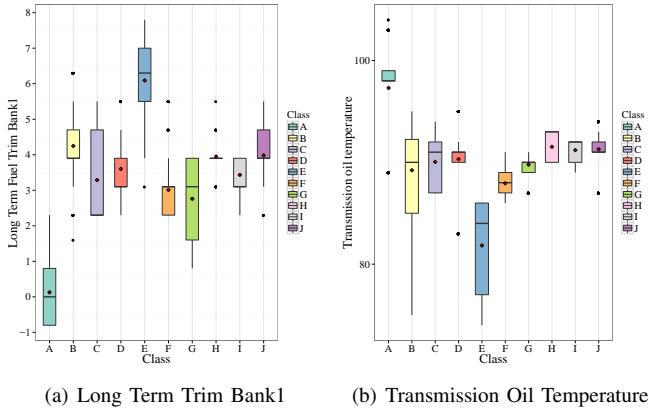 Long Term Fuel Trim Bank1
8
7
6
5
4
3
2
1
0
−1
A B C D E F G H I J
Class
Class
A
B
C
D
E
F
G
H
I
J
(a) Long Term Trim Bank1
Transmission oil temperature
100
80
A B C D E F G H I J
Class
Class
A
B
C
D
E
F
G
H
I
J
(b) Transmission Oil Temperature